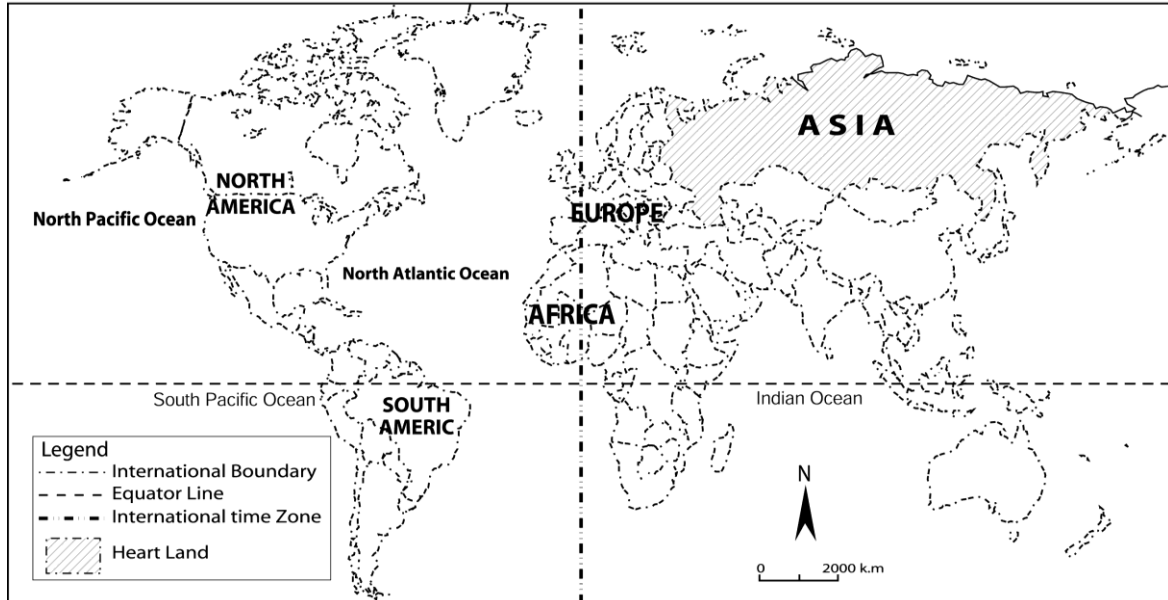 ASIA
NORTH
AMERICA
North Pacific Ocean
EUROPE
North Atlantic Ocean
AFRICA
South Pacific Ocean
SOUTH
AMERIC
Indian Ocean
Legend
International Boundary
Equator Line
International time Zone
Heart Land
N
0 2000 k.m